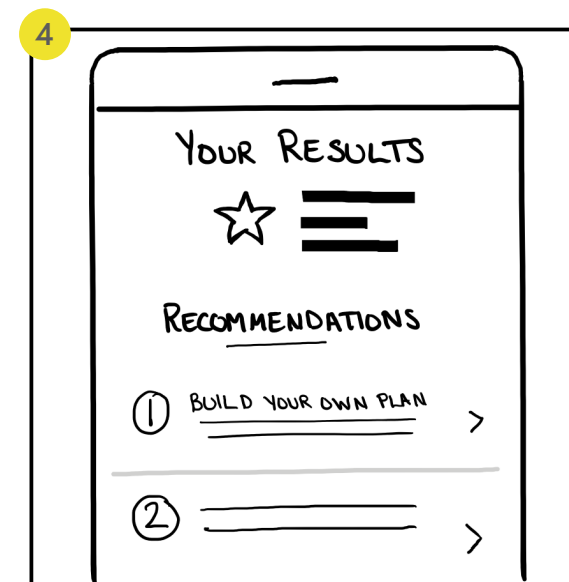 4
YOUR RESULTS
RECOMMENDATIONS
1 BUILD YOUR OWN PLAN
2